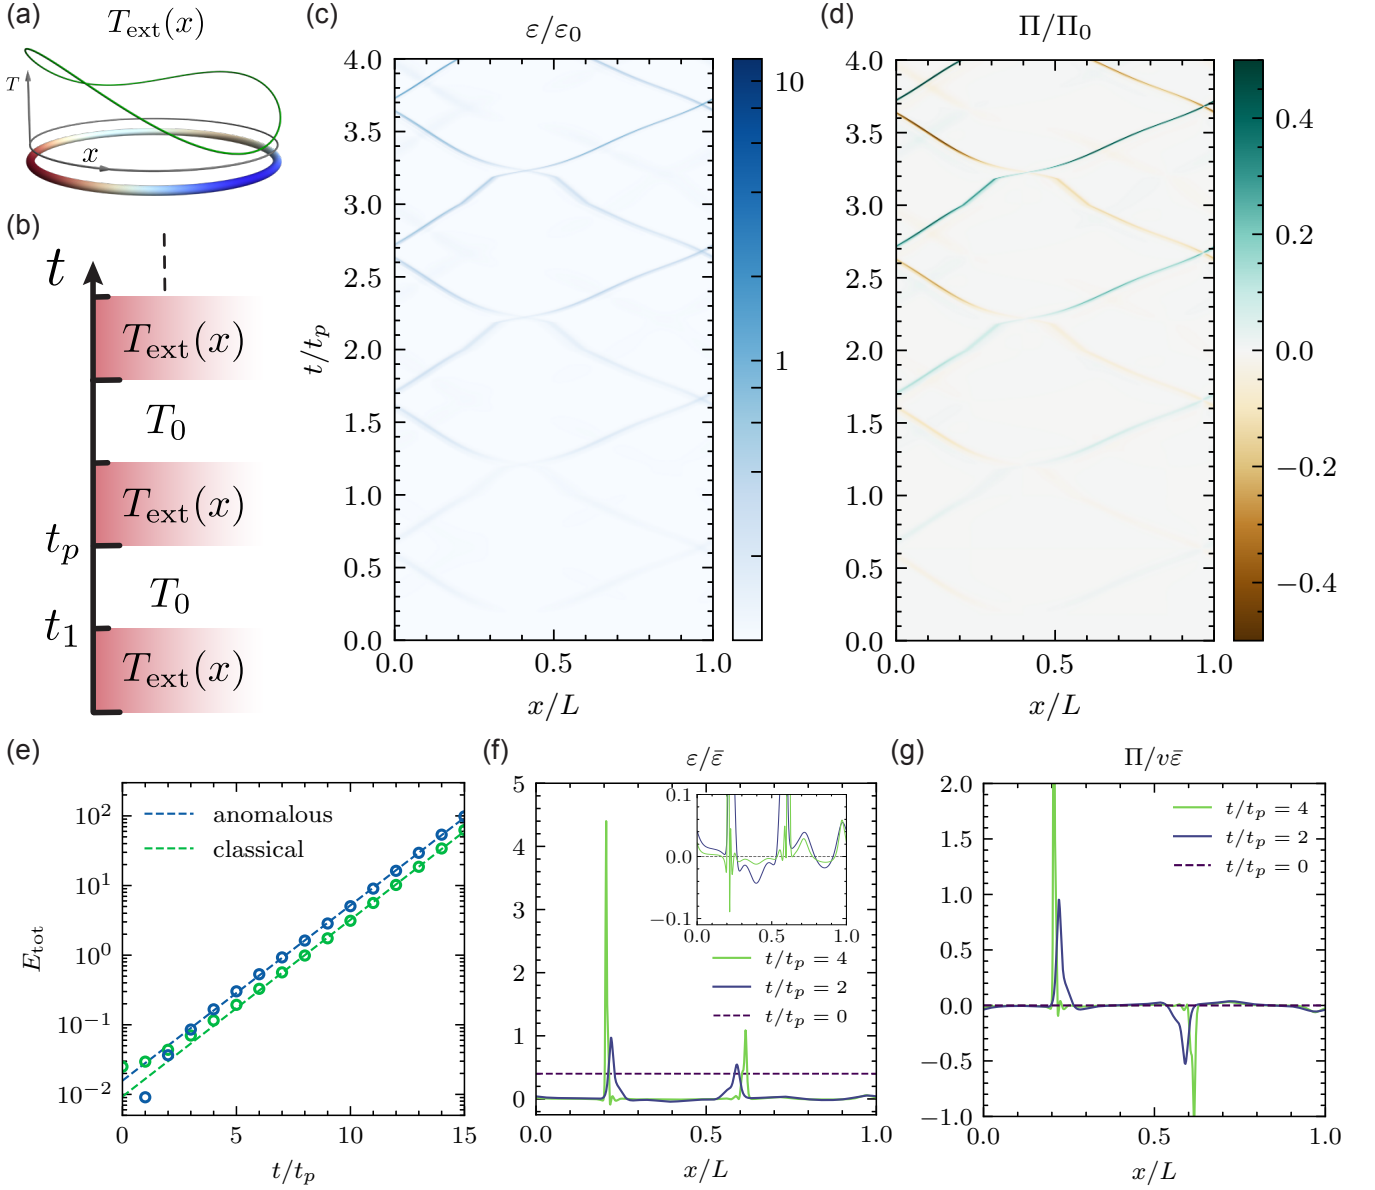 (a)
T_ext(x)
T
x
(b)
t
T_ext(x)
T_0
T_ext(x)
t_p
T_0
t_1
T_ext(x)
(c)
ε/ε_0
4.0
3.5
3.0
2.5
2.0
1.5
1.0
0.5
0.0
t/t_p
0.0
0.5
1.0
x/L
10
1
(d)
Π/Π_0
4.0
3.5
3.0
2.5
2.0
1.5
1.0
0.5
0.0
0.0
0.5
1.0
x/L
0.4
0.2
0.0
−0.2
−0.4
(e)
10^2
10^1
10^0
10^−1
10^−2
E_tot
anomalous
classical
0
5
10
15
t/t_p
(f)
ε/ε̄
5
4
3
2
1
0
0.1
0.0
−0.1
0.0
0.5
1.0
t/t_p = 4
t/t_p = 2
t/t_p = 0
0.0
0.5
1.0
x/L
(g)
Π/vε̄
2.0
1.5
1.0
0.5
0.0
−0.5
−1.0
t/t_p = 4
t/t_p = 2
t/t_p = 0
0.0
0.5
1.0
x/L